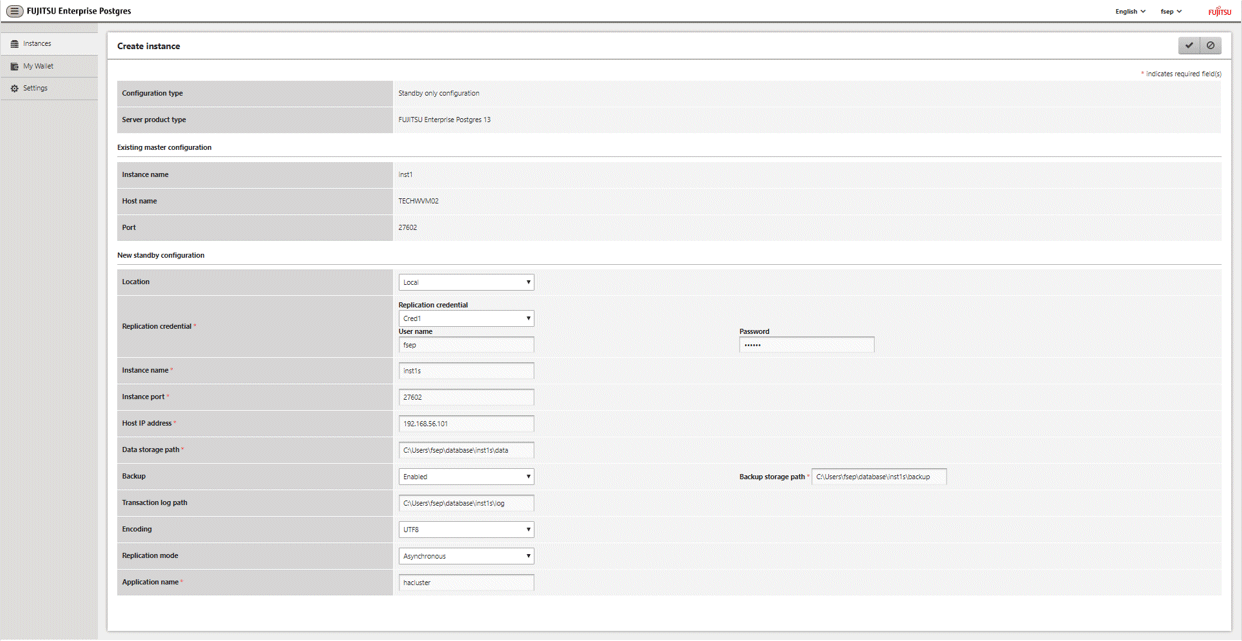 FUJITSU Enterprise Postgres
English fsep FUJITSU
Instances
My Wallet
Settings
Create instance
* indicates required field(s)
Configuration type Standby only configuration
Server product type FUJITSU Enterprise Postgres 13
Existing master configuration
Instance name inst1
Host name TECHWVM02
Port 27602
New standby configuration
Location Local
Replication credential * Replication credential
Cred1
User name Password
fsep ••••••
Instance name * inst1s
Instance port * 27602
Host IP address * 192.168.56.101
Data storage path * C:\Users\fsep\database\inst1s\data
Backup Enabled Backup storage path * C:\Users\fsep\database\inst1s\backup
Transaction log path C:\Users\fsep\database\inst1s\log
Encoding UTF8
Replication mode Asynchronous
Application name * hacluster